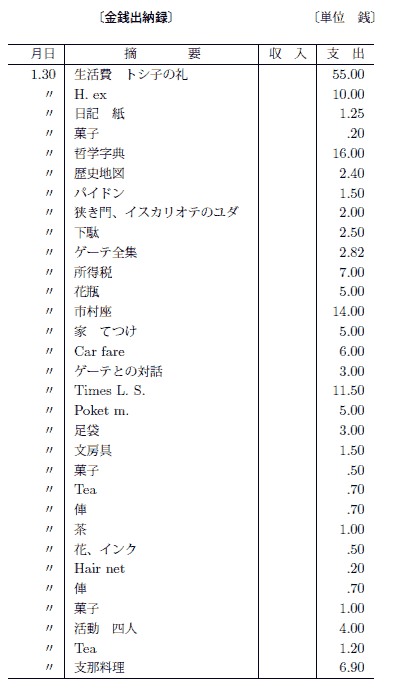 〔金銭出納録〕 〔単位　銭〕
月日 摘　　　要 収　入 支　出
1.30 生活費　トシ子の礼 55.00
〃 H. ex 10.00
〃 日記　紙 1.25
〃 菓子 .20
〃 哲学字典 16.00
〃 歴史地図 2.40
〃 パイドン 1.50
〃 狭き門、イスカリオテのユダ 2.00
〃 下駄 2.50
〃 ゲーテ全集 2.82
〃 所得税 7.00
〃 花瓶 5.00
〃 市村座 14.00
〃 家　てつけ 5.00
〃 Car fare 6.00
〃 ゲーテとの対話 3.00
〃 Times L. S. 11.50
〃 Poket m. 5.00
〃 足袋 3.00
〃 文房具 1.50
〃 菓子 .50
〃 Tea .70
〃 俥 .70
〃 茶 1.00
〃 花、インク .50
〃 Hair net .20
〃 俥 .70
〃 菓子 1.00
〃 活動　四人 4.00
〃 Tea 1.20
〃 支那料理 6.90